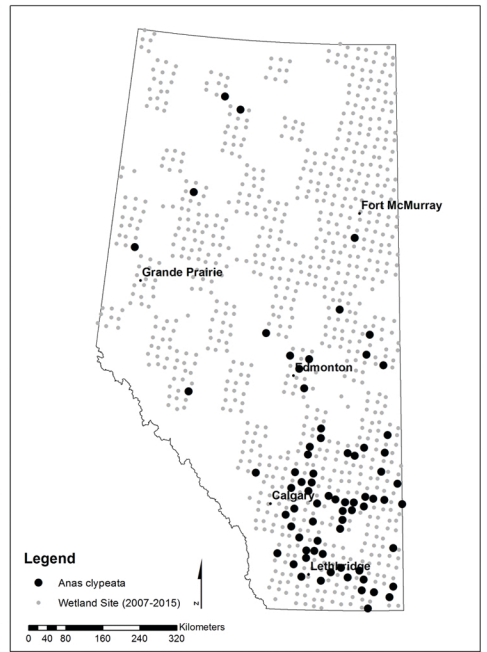 Fort McMurray
Grande Prairie
Edmonton
Calgary
Lethbridge
Legend
Anas clypeata
Wetland Site (2007-2015)
N
Kilometers
0 40 80 160 240 320